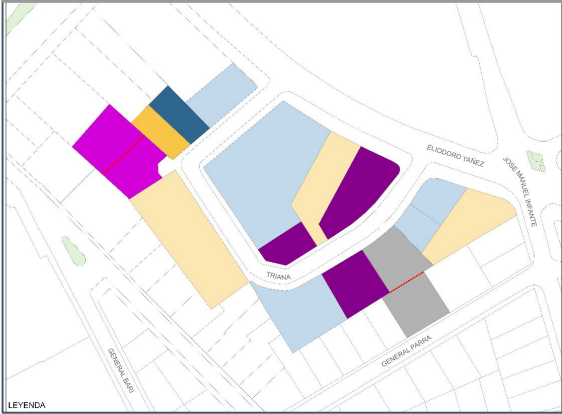 ELIODORO YAÑEZ
JOSE MANUEL INFANTE
TRIANA
GENERAL PARRA
GENERAL BARI
LEYENDA